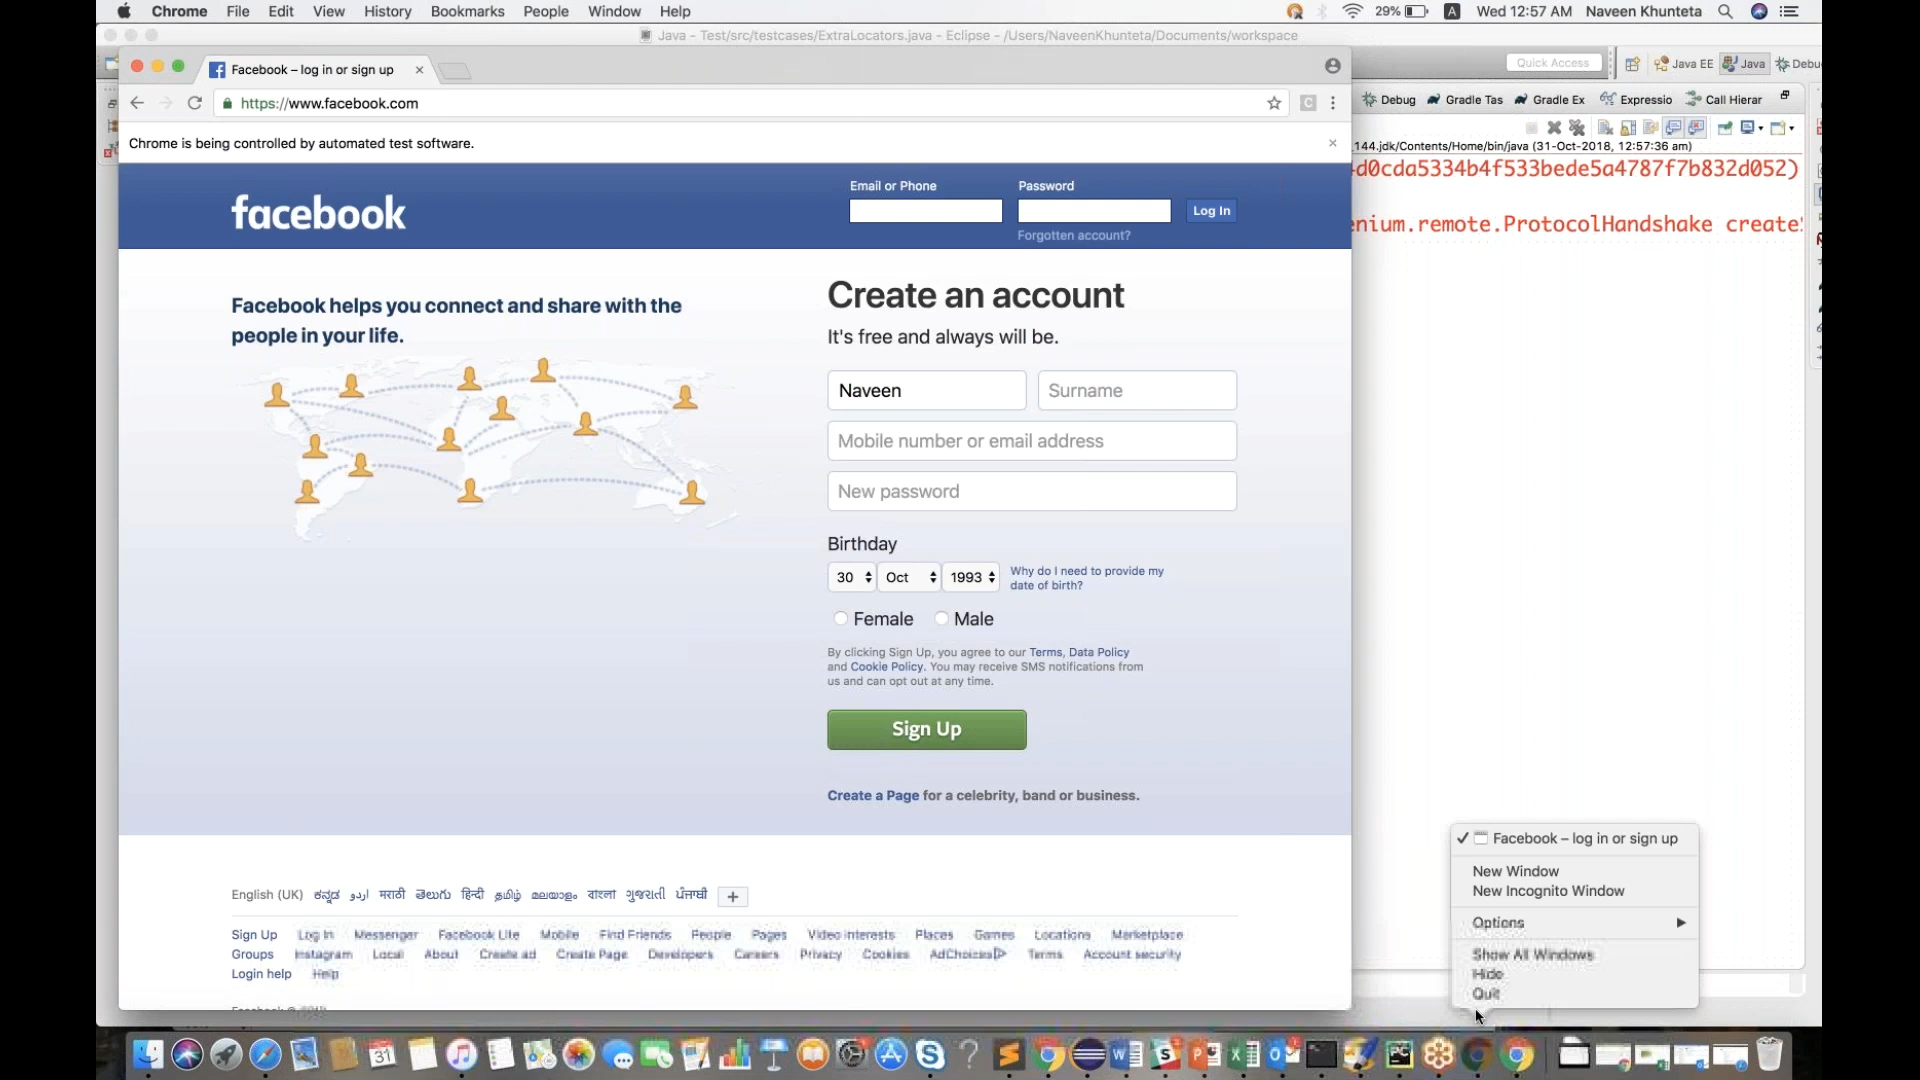 Chrome File Edit View History Bookmarks People Window Help 29% A Wed 12:57 AM Naveen Khunteta
Java - Test/src/testcases/ExtraLocators.java - Eclipse - /Users/NaveenKhunteta/Documents/workspace
Facebook – log in or sign up
Quick Access Java EE Java Debu
https://www.facebook.com C
Debug Gradle Tas Gradle Ex Expressio Call Hierar
Chrome is being controlled by automated test software.
144.jdk/Contents/Home/bin/java (31-Oct-2018, 12:57:36 am)
d0cda5334b4f533bede5a4787f7b832d052)
nium.remote.ProtocolHandshake create
facebook
Email or Phone Password
Log In
Forgotten account?
Facebook helps you connect and share with the
people in your life.
Create an account
It's free and always will be.
Naveen Surname
Mobile number or email address
New password
Birthday
30 Oct 1993
Why do I need to provide my
date of birth?
Female Male
By clicking Sign Up, you agree to our Terms, Data Policy
and Cookie Policy. You may receive SMS notifications from
us and can opt out at any time.
Sign Up
Create a Page for a celebrity, band or business.
English (UK) ಕನ್ನಡ اردو मराठी తెలుగు हिन्दी தமிழ் മലയാളം বাংলা ગુજરાતી ਪੰਜਾਬੀ +
Sign Up Log In Messenger Facebook Lite Mobile Find Friends People Pages Video interests Places Games Locations Marketplace
Groups Instagram Local About Create ad Create Page Developers Careers Privacy Cookies AdChoices Terms Account security
Login help Help
✓ Facebook – log in or sign up
New Window
New Incognito Window
Options
Show All Windows
Hide
Quit
31